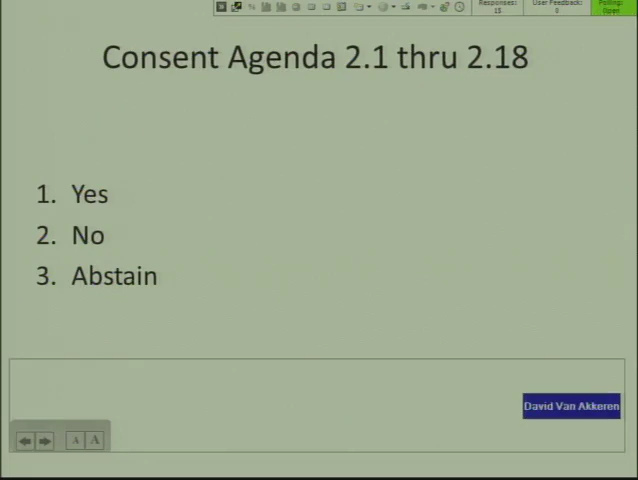 Responses:
15
User Feedback:
0
Polling:
Open
Consent Agenda 2.1 thru 2.18
1. Yes
2. No
3. Abstain
David Van Akkeren
A A